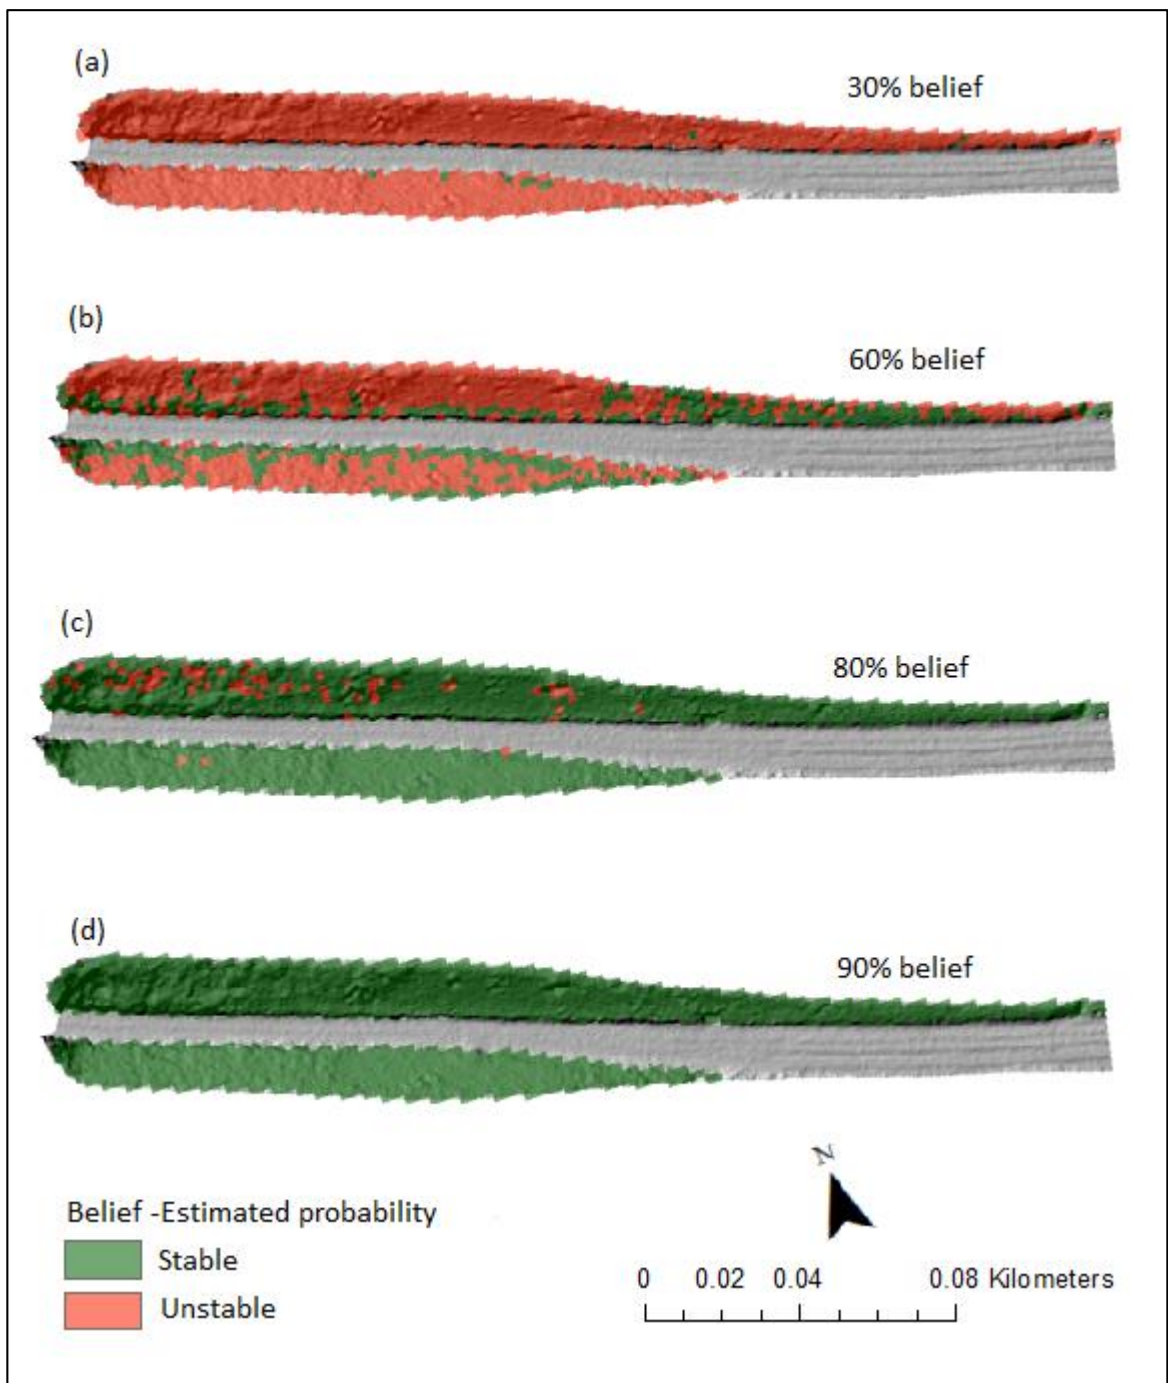 (a)
30% belief
(b)
60% belief
(c)
80% belief
(d)
90% belief
N
Belief -Estimated probability
Stable
Unstable
0 0.02 0.04 0.08 Kilometers